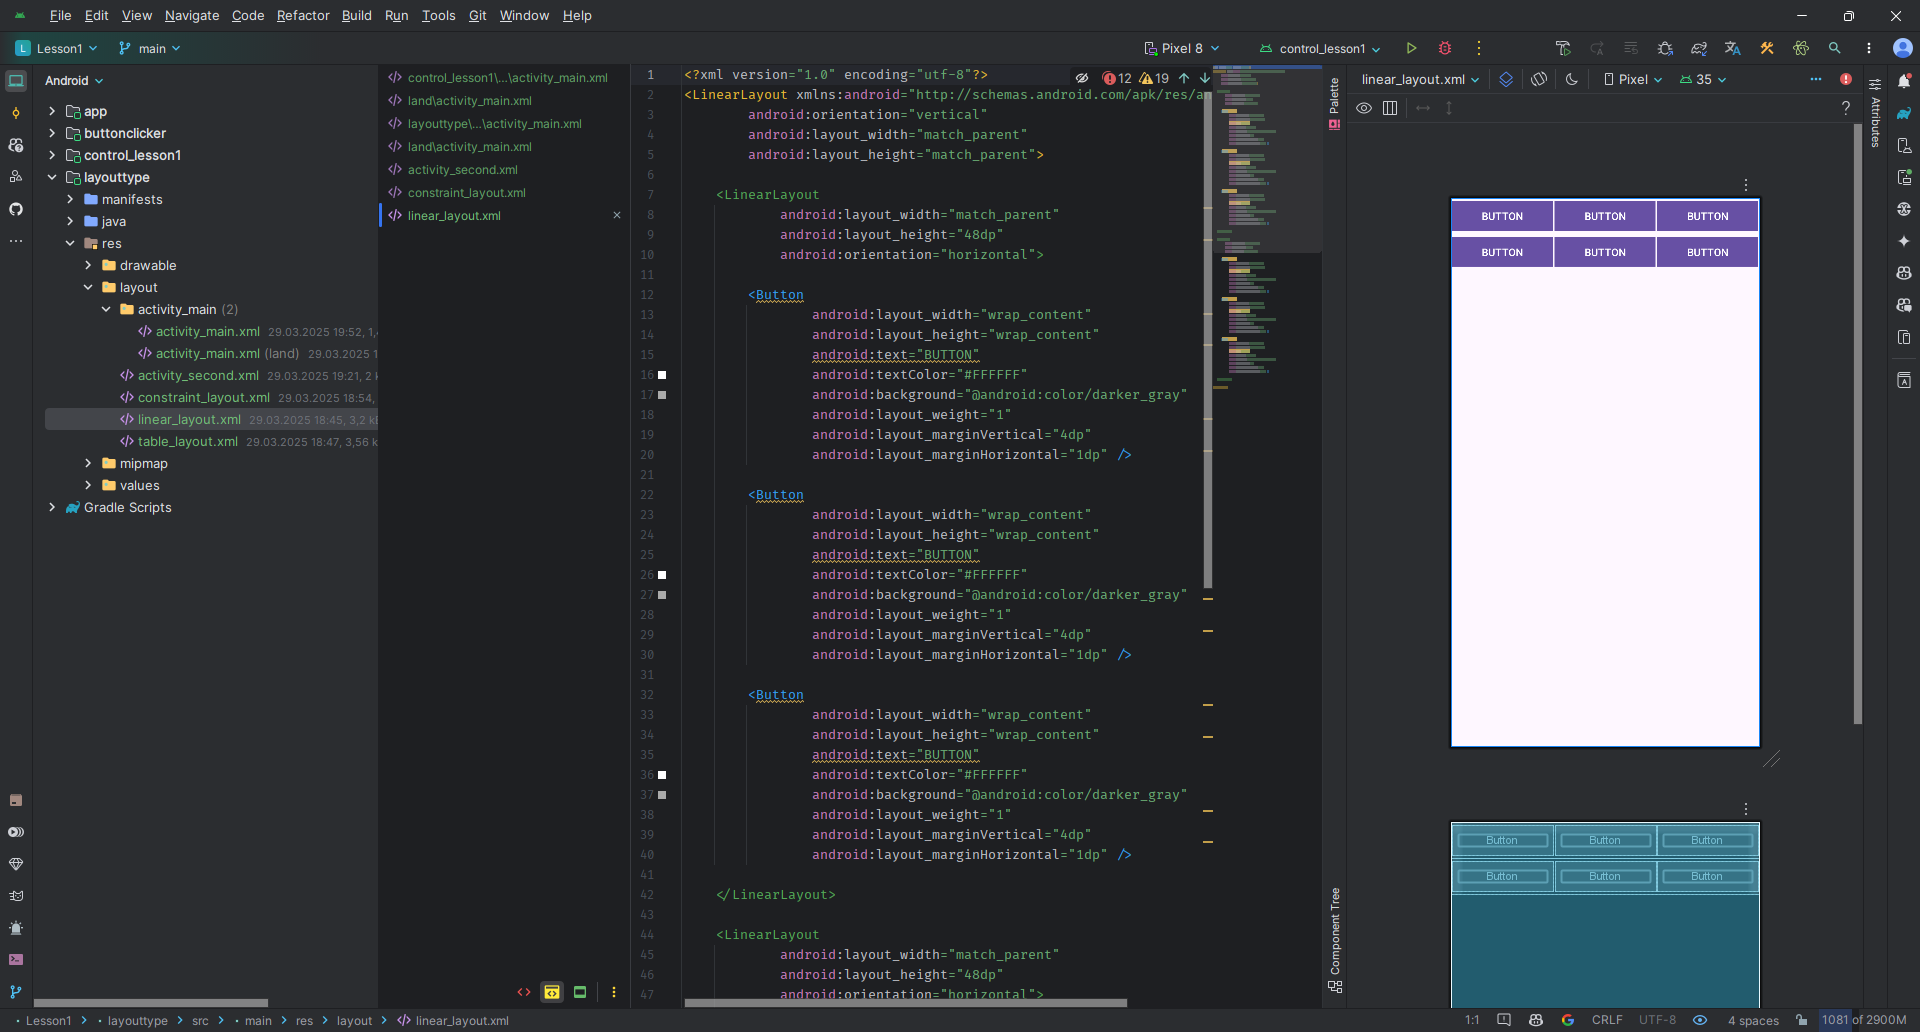 File Edit View Navigate Code Refactor Build Run Tools Git Window Help
L Lesson1 main Pixel 8 control_lesson1
Android
app
buttonclicker
control_lesson1
layouttype
manifests
java
res
drawable
layout
activity_main (2)
activity_main.xml 29.03.2025 19:52, 1,
activity_main.xml (land) 29.03.2025 1
activity_second.xml 29.03.2025 19:21, 2
constraint_layout.xml 29.03.2025 18:54,
linear_layout.xml 29.03.2025 18:45, 3,2 kB
table_layout.xml 29.03.2025 18:47, 3,56 k
mipmap
values
Gradle Scripts
control_lesson1\...\activity_main.xml
land\activity_main.xml
layouttype\...\activity_main.xml
land\activity_main.xml
activity_second.xml
constraint_layout.xml
linear_layout.xml
12 19
1 <?xml version="1.0" encoding="utf-8"?>
2 <LinearLayout xmlns:android="http://schemas.android.com/apk/res/an
3 android:orientation="vertical"
4 android:layout_width="match_parent"
5 android:layout_height="match_parent">
6
7 <LinearLayout
8 android:layout_width="match_parent"
9 android:layout_height="48dp"
10 android:orientation="horizontal">
11
12 <Button
13 android:layout_width="wrap_content"
14 android:layout_height="wrap_content"
15 android:text="BUTTON"
16 android:textColor="#FFFFFF"
17 android:background="@android:color/darker_gray"
18 android:layout_weight="1"
19 android:layout_marginVertical="4dp"
20 android:layout_marginHorizontal="1dp" />
21
22 <Button
23 android:layout_width="wrap_content"
24 android:layout_height="wrap_content"
25 android:text="BUTTON"
26 android:textColor="#FFFFFF"
27 android:background="@android:color/darker_gray"
28 android:layout_weight="1"
29 android:layout_marginVertical="4dp"
30 android:layout_marginHorizontal="1dp" />
31
32 <Button
33 android:layout_width="wrap_content"
34 android:layout_height="wrap_content"
35 android:text="BUTTON"
36 android:textColor="#FFFFFF"
37 android:background="@android:color/darker_gray"
38 android:layout_weight="1"
39 android:layout_marginVertical="4dp"
40 android:layout_marginHorizontal="1dp" />
41
42 </LinearLayout>
43
44 <LinearLayout
45 android:layout_width="match_parent"
46 android:layout_height="48dp"
47 android:orientation="horizontal">
Palette
Component Tree
linear_layout.xml Pixel 35
Attributes
BUTTON BUTTON BUTTON
BUTTON BUTTON BUTTON
Button Button Button
Button Button Button
Lesson1 layouttype src main res layout linear_layout.xml
1:1 CRLF UTF-8 4 spaces 1081 of 2900M